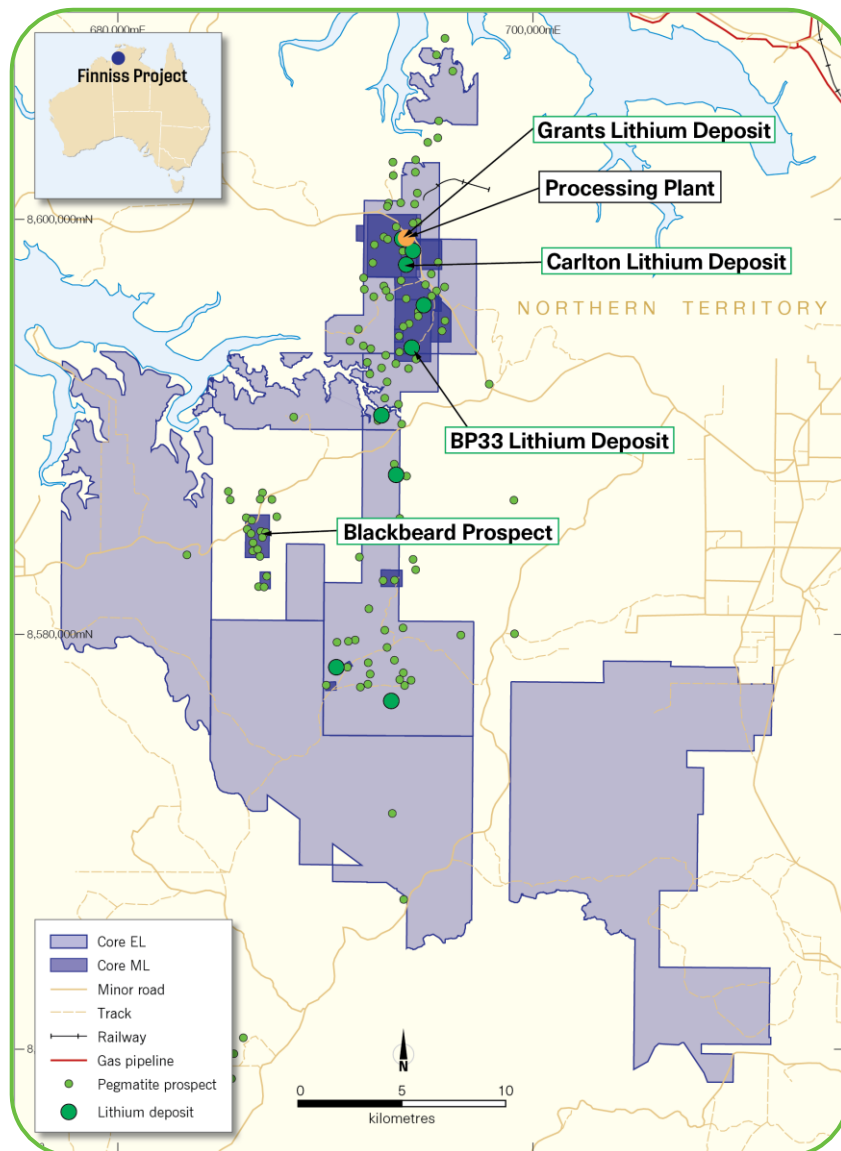 680,000mE
700,000mE
Finniss Project
Grants Lithium Deposit
Processing Plant
8,600,000mN
Carlton Lithium Deposit
NORTHERN TERRITORY
BP33 Lithium Deposit
Blackbeard Prospect
8,580,000mN
Core EL
Core ML
Minor road
Track
Railway
Gas pipeline
Pegmatite prospect
Lithium deposit
8,
N
0
5
10
kilometres